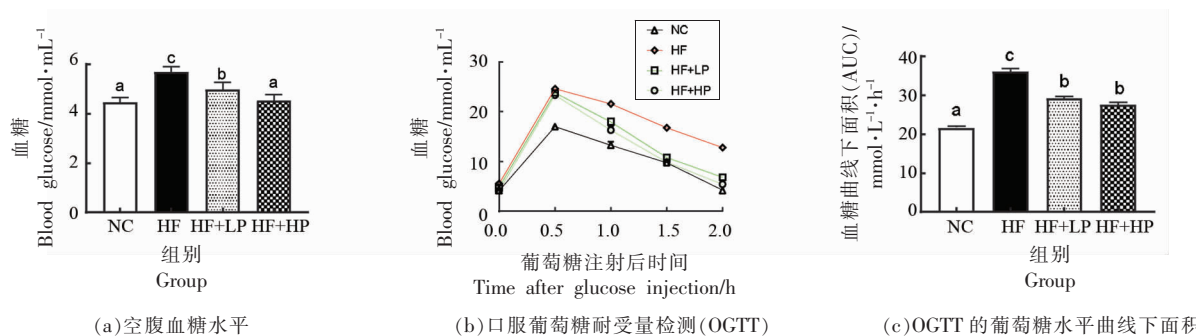 血糖
Blood glucose/mmol·mL⁻¹
6
4
2
0
a
c
b
a
NC HF HF+LP HF+HP
组别
Group
(a)空腹血糖水平
血糖
Blood glucose/mmol·mL⁻¹
30
20
10
0
NC
HF
HF+LP
HF+HP
0.0 0.5 1.0 1.5 2.0
葡萄糖注射后时间
Time after glucose injection/h
(b)口服葡萄糖耐受量检测(OGTT)
血糖曲线下面积(AUC)/
mmol·L⁻¹·h⁻¹
40
30
20
10
0
a
c
b
b
NC HF HF+LP HF+HP
组别
Group
(c)OGTT的葡萄糖水平曲线下面积